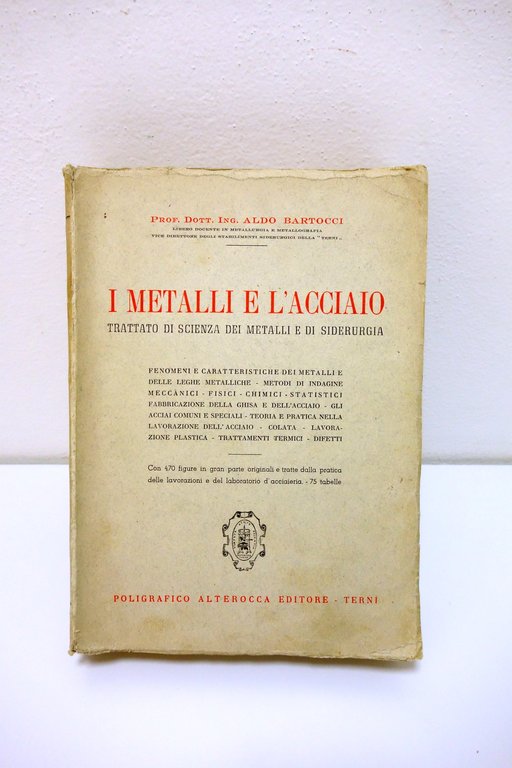 PROF. DOTT. ING. ALDO BARTOCCI
LIBERO DOCENTE IN METALLURGIA E METALLOGRAFIA
VICE DIRETTORE DEGLI STABILIMENTI SIDERURGICI DELLA "TERNI„
I METALLI E L'ACCIAIO
TRATTATO DI SCIENZA DEI METALLI E DI SIDERURGIA
FENOMENI E CARATTERISTICHE DEI METALLI E
DELLE LEGHE METALLICHE - METODI DI INDAGINE
MECCÀNICI - FISICI - CHIMICI - STATISTICI
FABBRICAZIONE DELLA GHISA E DELL'ACCIAIO - GLI
ACCIAI COMUNI E SPECIALI - TEORIA E PRATICA NELLA
LAVORAZIONE DELL'ACCIAIO - COLATA - LAVORA-
ZIONE PLASTICA - TRATTAMENTI TERMICI - DIFETTI
Con 470 figure in gran parte originali e tratte dalla pratica
delle lavorazioni e del laboratorio d'acciaieria. - 75 tabelle
POLIGRAFICO ALTEROCCA EDITORE - TERNI